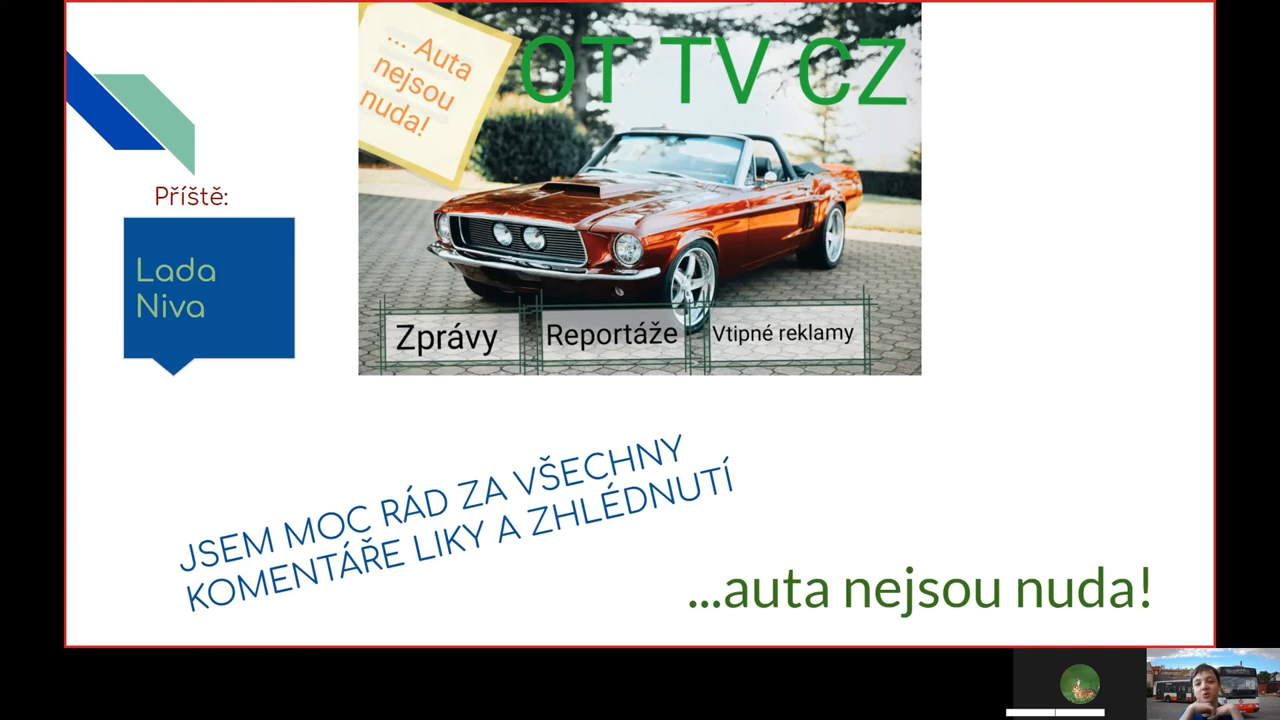 ... Auta
nejsou
nuda!
OT TV CZ
Příště:
Lada
Niva
Zprávy
Reportáže
Vtipné reklamy
JSEM MOC RÁD ZA VŠECHNY
KOMENTÁŘE LIKY A ZHLÉDNUTÍ
...auta nejsou nuda!